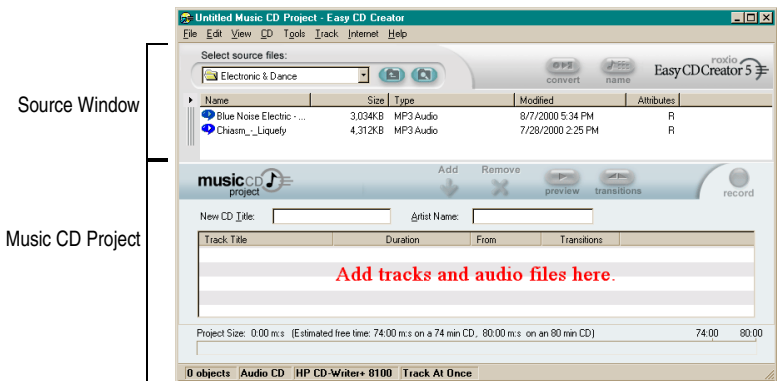 Untitled Music CD Project - Easy CD Creator
File Edit View CD Tools Track Internet Help
Select source files:
Electronic & Dance
convert name
roxio
Easy CD Creator 5
Source Window
Name Size Type Modified Attributes
Blue Noise Electric - ... 3,034KB MP3 Audio 8/7/2000 5:34 PM R
Chiasm_-_Liquefy 4,312KB MP3 Audio 7/28/2000 2:25 PM R
musicCD project
Add Remove preview transitions record
Music CD Project
New CD Title: Artist Name:
Track Title Duration From Transitions
Add tracks and audio files here.
Project Size: 0:00 m:s (Estimated free time: 74:00 m:s on a 74 min CD, 80:00 m:s on an 80 min CD) 74:00 80:00
0 objects Audio CD HP CD-Writer+ 8100 Track At Once